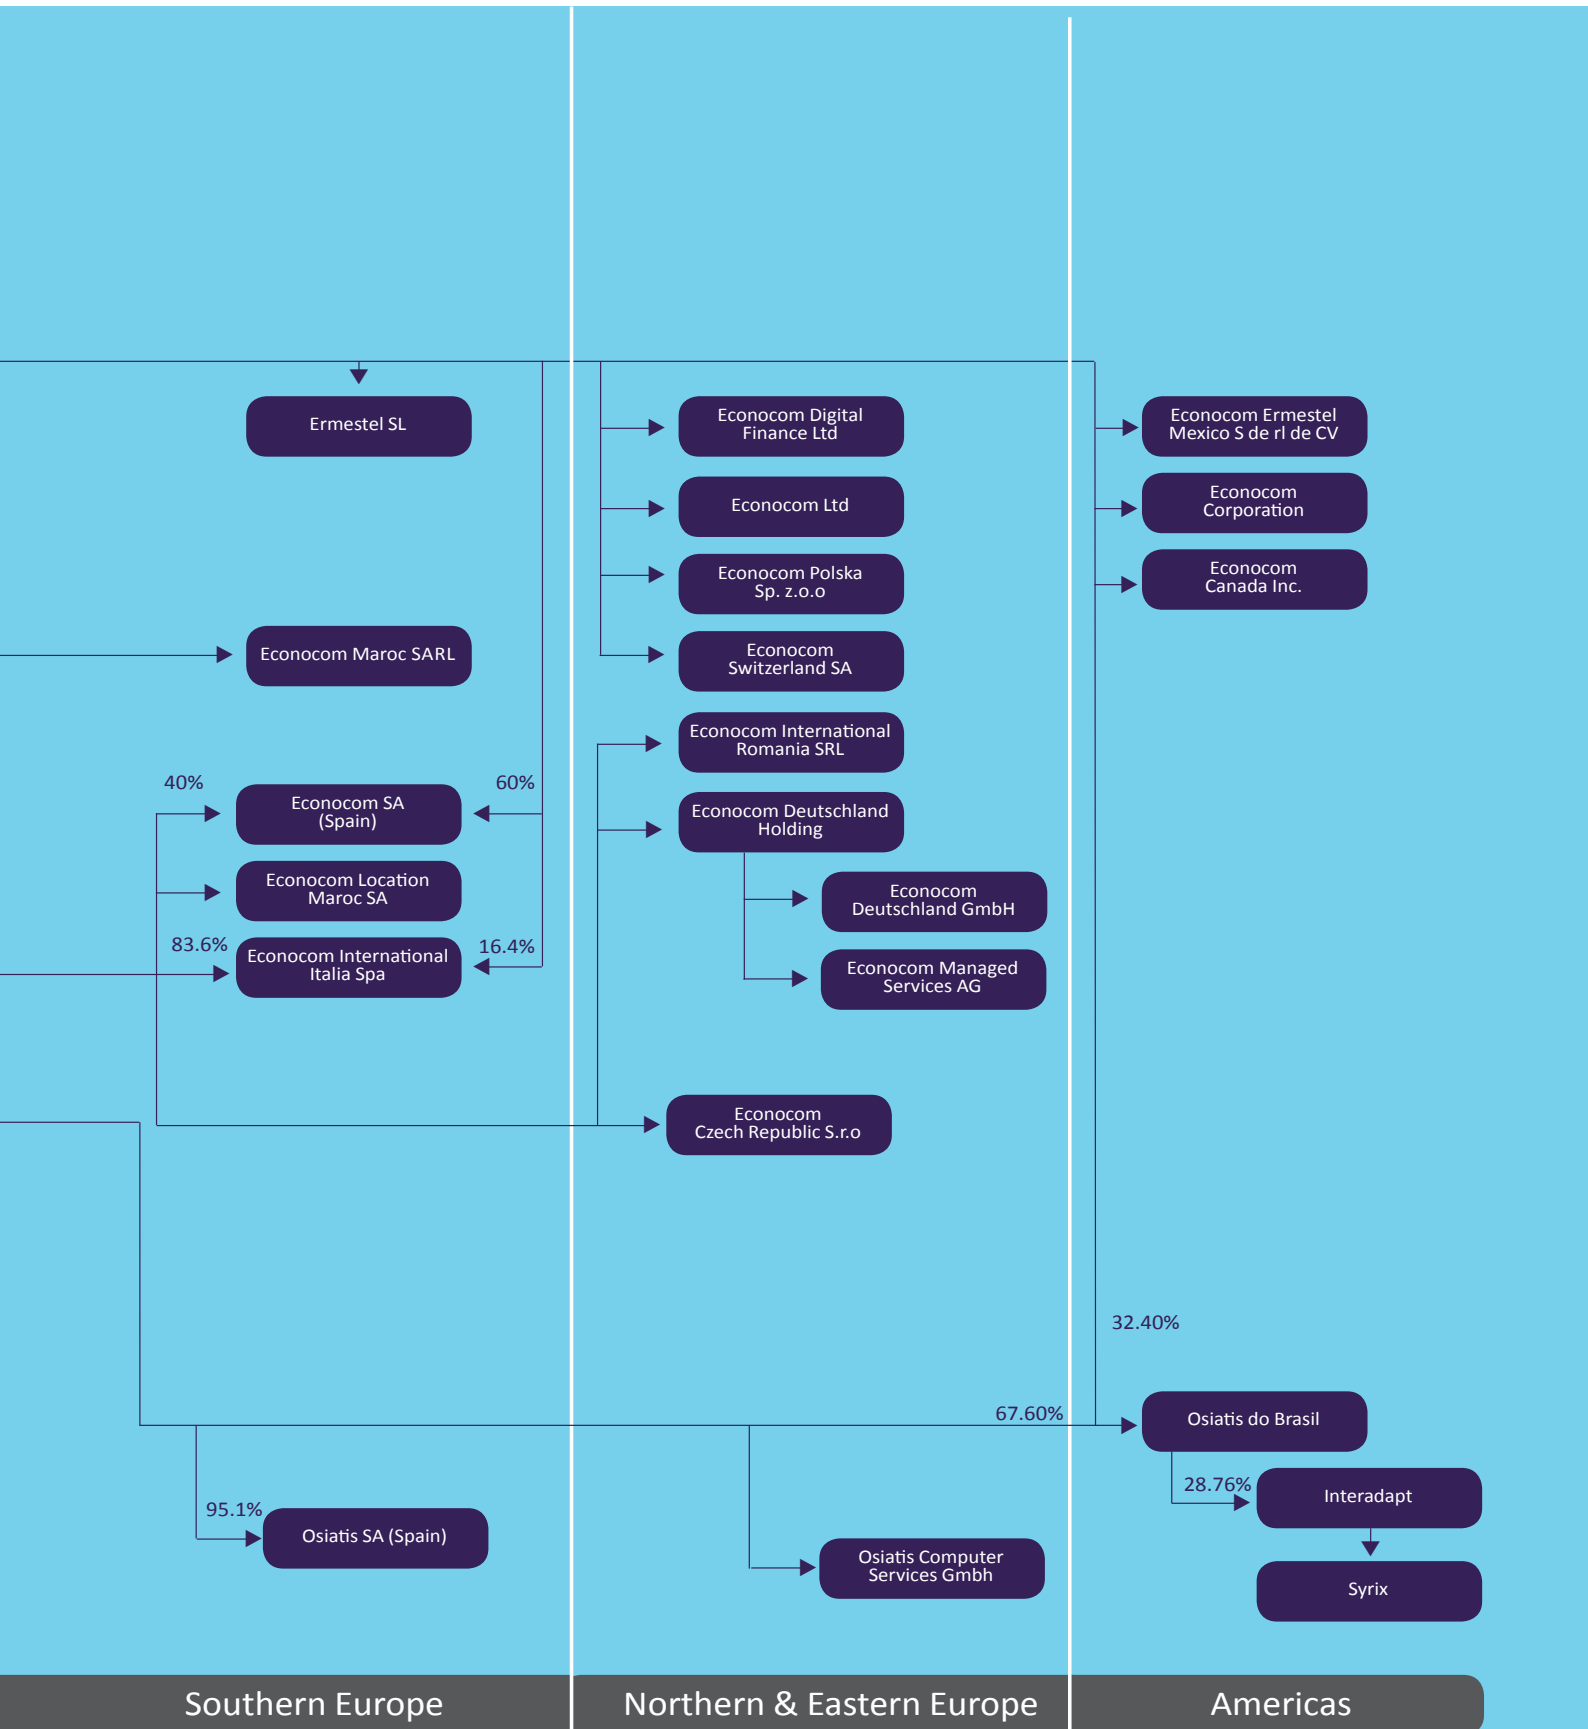 Ermestel SL
Econocom Maroc SARL
40%
60%
Econocom SA
(Spain)
Econocom Location
Maroc SA
83.6%
16.4%
Econocom International
Italia Spa
95.1%
Osiatis SA (Spain)
Southern Europe
Econocom Digital
Finance Ltd
Econocom Ltd
Econocom Polska
Sp. z.o.o
Econocom
Switzerland SA
Econocom International
Romania SRL
Econocom Deutschland
Holding
Econocom
Deutschland GmbH
Econocom Managed
Services AG
Econocom
Czech Republic S.r.o
67.60%
Osiatis Computer
Services Gmbh
Northern & Eastern Europe
Econocom Ermestel
Mexico S de rl de CV
Econocom
Corporation
Econocom
Canada Inc.
32.40%
Osiatis do Brasil
28.76%
Interadapt
Syrix
Americas